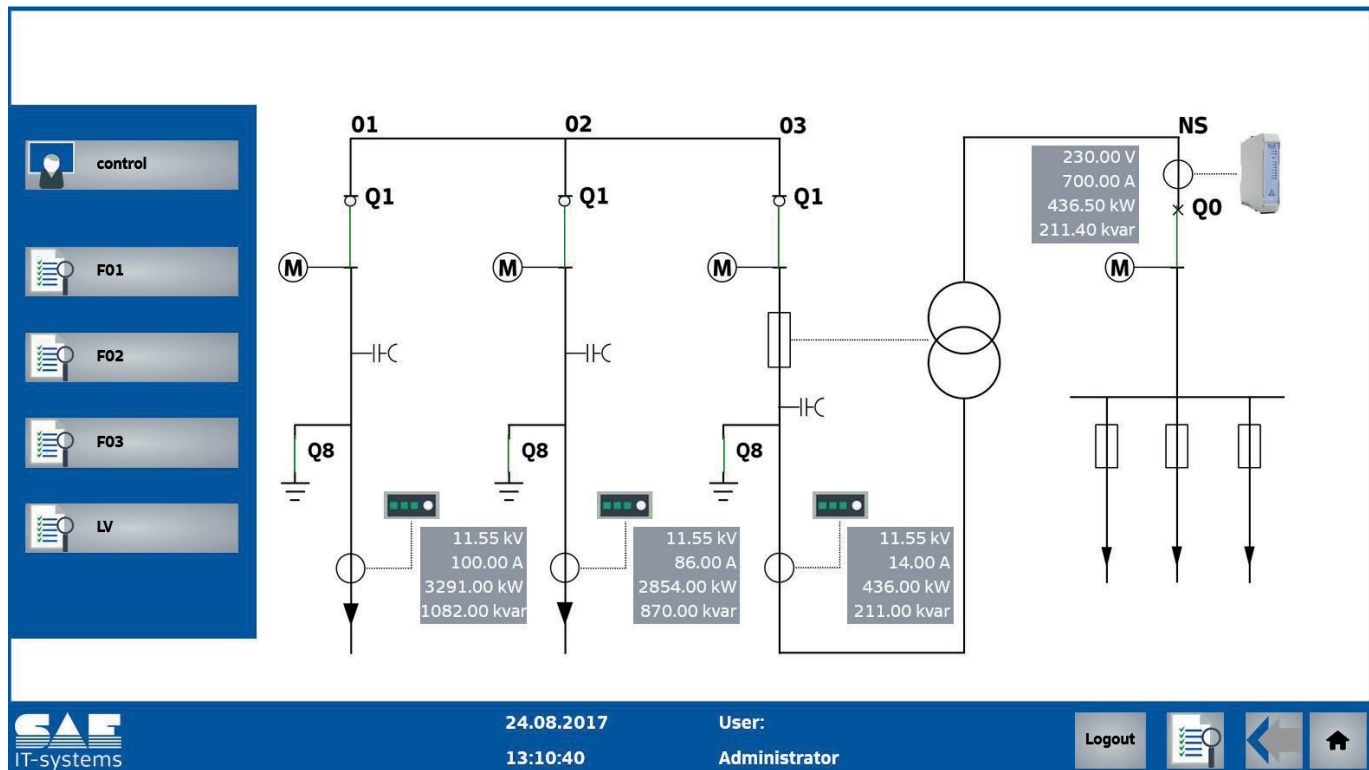 control
F01
F02
F03
LV
01
02
03
NS
Q1
Q1
Q1
Q0
230.00 V
700.00 A
436.50 kW
211.40 kvar
M
M
M
M
Q8
Q8
Q8
11.55 kV
100.00 A
3291.00 kW
1082.00 kvar
11.55 kV
86.00 A
2854.00 kW
870.00 kvar
11.55 kV
14.00 A
436.00 kW
211.00 kvar
SAE
IT-systems
24.08.2017
13:10:40
User:
Administrator
Logout